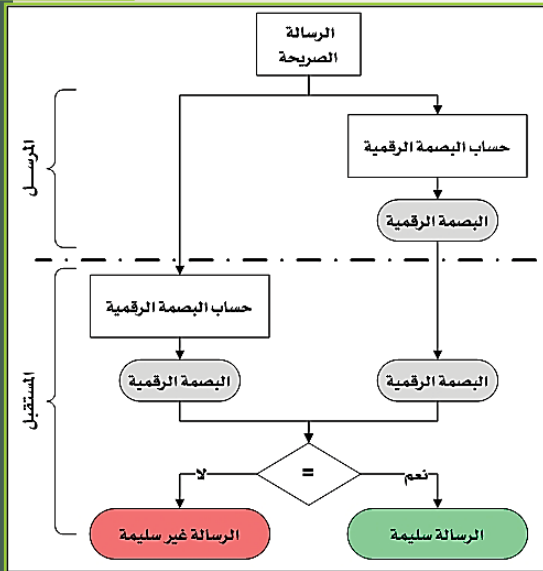 الرسالة
الصريحة
المرسل
حساب البصمة الرقمية
البصمة الرقمية
حساب البصمة الرقمية
المستقبل
البصمة الرقمية
البصمة الرقمية
=
نعم
لا
الرسالة سليمة
الرسالة غير سليمة